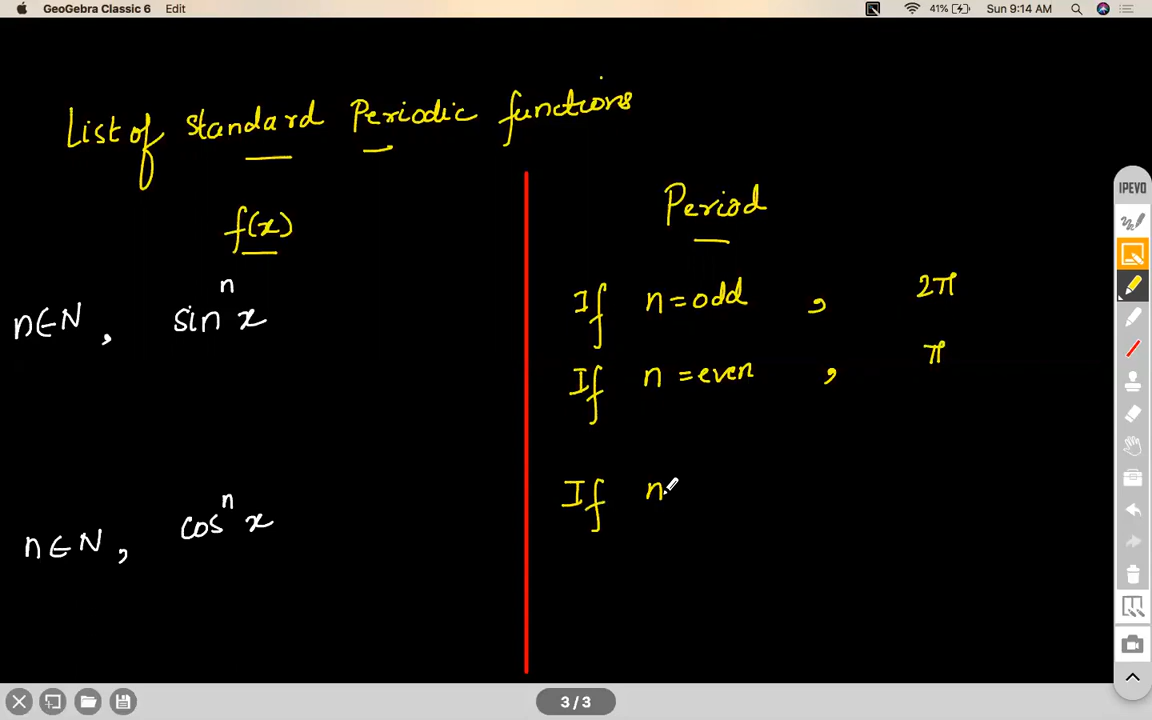 GeoGebra Classic 6 Edit 41% Sun 9:14 AM
List of standard Periodic functions
f(x) Period
n∈N, sinⁿ x If n = odd, 2π
If n = even, π
n∈N, cosⁿ x If n
IPEVO
3/3